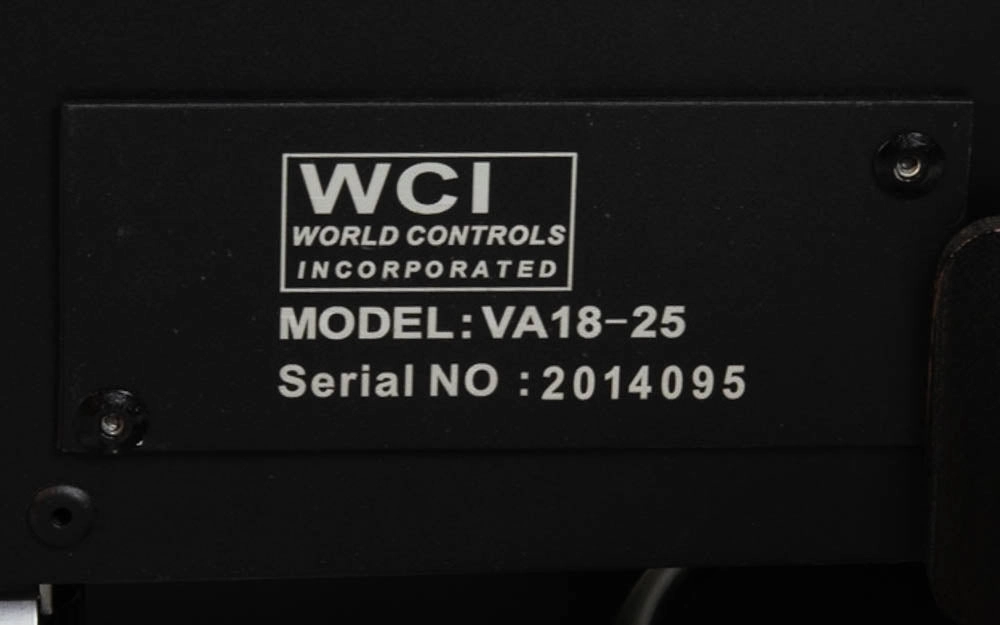 WCI
WORLD CONTROLS
INCORPORATED
MODEL: VA18-25
Serial NO : 2014095